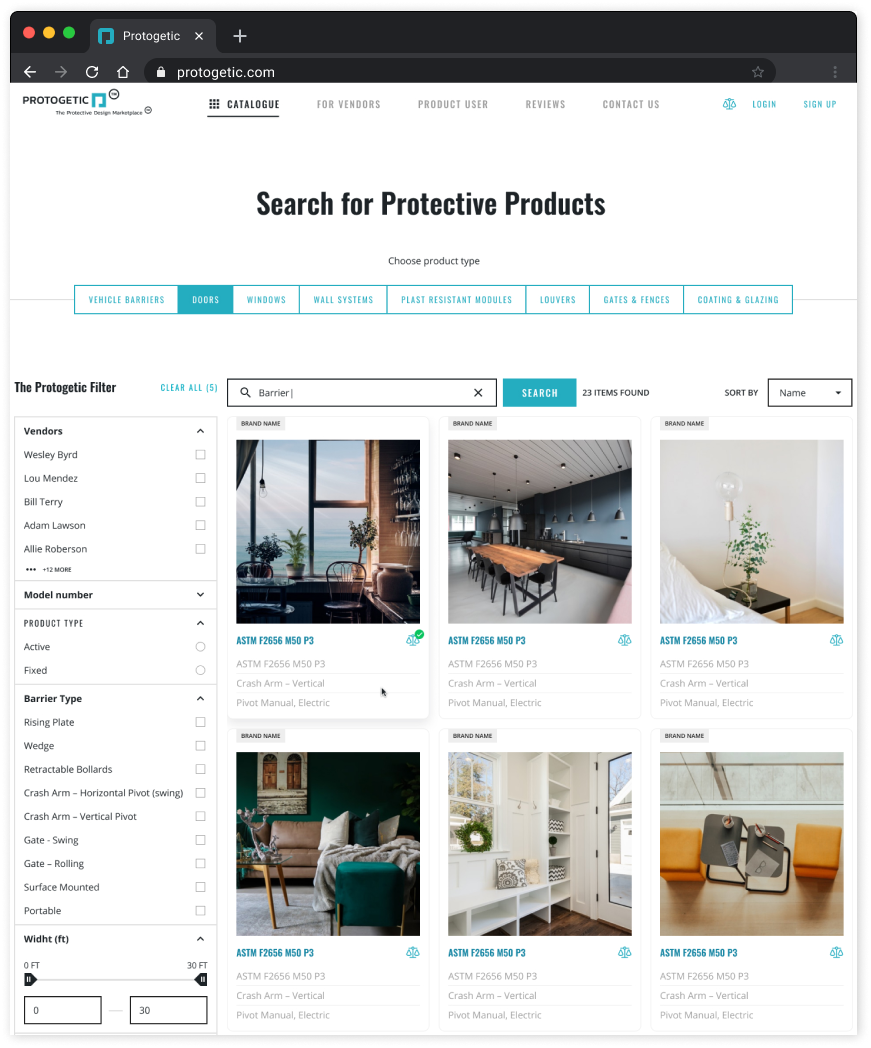 Protogetic
protogetic.com
PROTOGETIC TM
The Protective Design Marketplace TM
CATALOGUE FOR VENDORS PRODUCT USER REVIEWS CONTACT US LOGIN SIGN UP
Search for Protective Products
Choose product type
VEHICLE BARRIERS DOORS WINDOWS WALL SYSTEMS PLAST RESISTANT MODULES LOUVERS GATES & FENCES COATING & GLAZING
The Protogetic Filter CLEAR ALL (5)
Barrier SEARCH 23 ITEMS FOUND SORT BY Name
Vendors
Wesley Byrd
Lou Mendez
Bill Terry
Adam Lawson
Allie Roberson
••• +12 MORE
Model number
PRODUCT TYPE
Active
Fixed
Barrier Type
Rising Plate
Wedge
Retractable Bollards
Crash Arm – Horizontal Pivot (swing)
Crash Arm – Vertical Pivot
Gate - Swing
Gate – Rolling
Surface Mounted
Portable
Widht (ft)
0 FT 30 FT
0 — 30
BRAND NAME
ASTM F2656 M50 P3
ASTM F2656 M50 P3
Crash Arm – Vertical
Pivot Manual, Electric
BRAND NAME
ASTM F2656 M50 P3
ASTM F2656 M50 P3
Crash Arm – Vertical
Pivot Manual, Electric
BRAND NAME
ASTM F2656 M50 P3
ASTM F2656 M50 P3
Crash Arm – Vertical
Pivot Manual, Electric
BRAND NAME
ASTM F2656 M50 P3
ASTM F2656 M50 P3
Crash Arm – Vertical
Pivot Manual, Electric
BRAND NAME
ASTM F2656 M50 P3
ASTM F2656 M50 P3
Crash Arm – Vertical
Pivot Manual, Electric
BRAND NAME
ASTM F2656 M50 P3
ASTM F2656 M50 P3
Crash Arm – Vertical
Pivot Manual, Electric